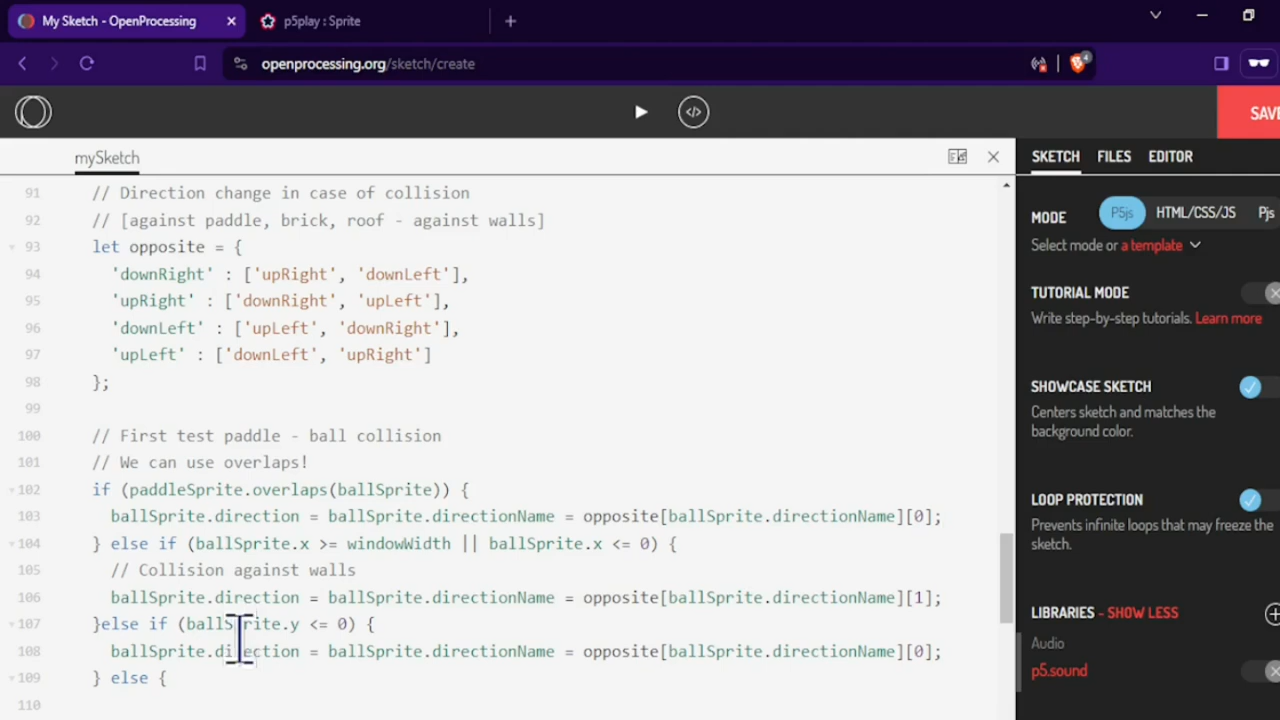 My Sketch - OpenProcessing
p5play : Sprite
openprocessing.org/sketch/create
4
</>
SAVE
mySketch
SKETCH FILES EDITOR
91 // Direction change in case of collision
92 // [against paddle, brick, roof - against walls]
93 let opposite = {
94 'downRight' : ['upRight', 'downLeft'],
95 'upRight' : ['downRight', 'upLeft'],
96 'downLeft' : ['upLeft', 'downRight'],
97 'upLeft' : ['downLeft', 'upRight']
98 };
99
100 // First test paddle - ball collision
101 // We can use overlaps!
102 if (paddleSprite.overlaps(ballSprite)) {
103 ballSprite.direction = ballSprite.directionName = opposite[ballSprite.directionName][0];
104 } else if (ballSprite.x >= windowWidth || ballSprite.x <= 0) {
105 // Collision against walls
106 ballSprite.direction = ballSprite.directionName = opposite[ballSprite.directionName][1];
107 }else if (ballSprite.y <= 0) {
108 ballSprite.direction = ballSprite.directionName = opposite[ballSprite.directionName][0];
109 } else {
110
MODE P5js HTML/CSS/JS Pjs
Select mode or a template
TUTORIAL MODE
Write step-by-step tutorials. Learn more
SHOWCASE SKETCH
Centers sketch and matches the
background color.
LOOP PROTECTION
Prevents infinite loops that may freeze the
sketch.
LIBRARIES - SHOW LESS
Audio
p5.sound